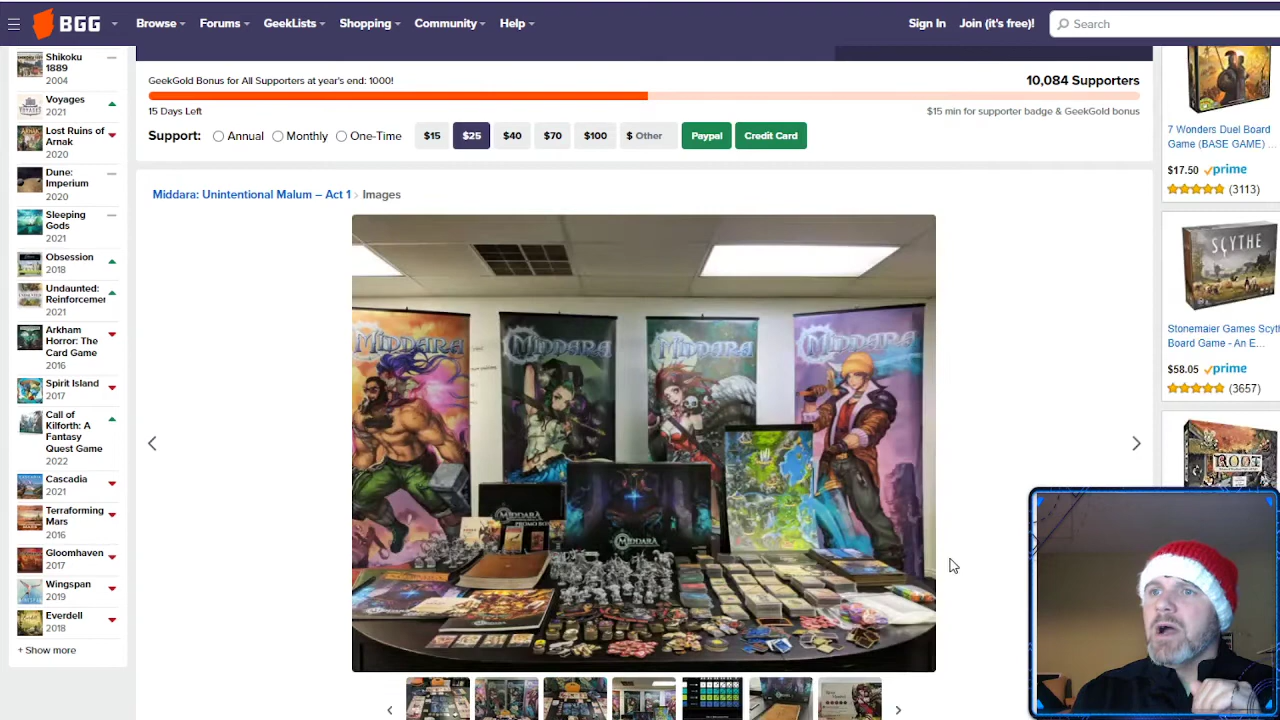 BGG
Browse
Forums
GeekLists
Shopping
Community
Help
Sign In
Join (it's free!)
Search
Shikoku
1889
2004
Voyages
2021
Lost Ruins of
Arnak
2020
Dune:
Imperium
2020
Sleeping
Gods
2021
Obsession
2018
Undaunted:
Reinforcemer
2021
Arkham
Horror: The
Card Game
2016
Spirit Island
2017
Call of
Kilforth: A
Fantasy
Quest Game
2022
Cascadia
2021
Terraforming
Mars
2016
Gloomhaven
2017
Wingspan
2019
Everdell
2018
+ Show more
GeekGold Bonus for All Supporters at year's end: 1000!
10,084 Supporters
15 Days Left
$15 min for supporter badge & GeekGold bonus
Support:
Annual
Monthly
One-Time
$15
$25
$40
$70
$100
$ Other
Paypal
Credit Card
Middara: Unintentional Malum – Act 1 › Images
MIDDARA
MIDDARA
MIDDARA
MIDDARA
MIDDARA
MIDDARA
7 Wonders Duel Board
Game (BASE GAME) ...
$17.50 prime
(3113)
SCYTHE
Stonemaier Games Scyt
Board Game - An E...
$58.05 prime
(3657)
ROOT